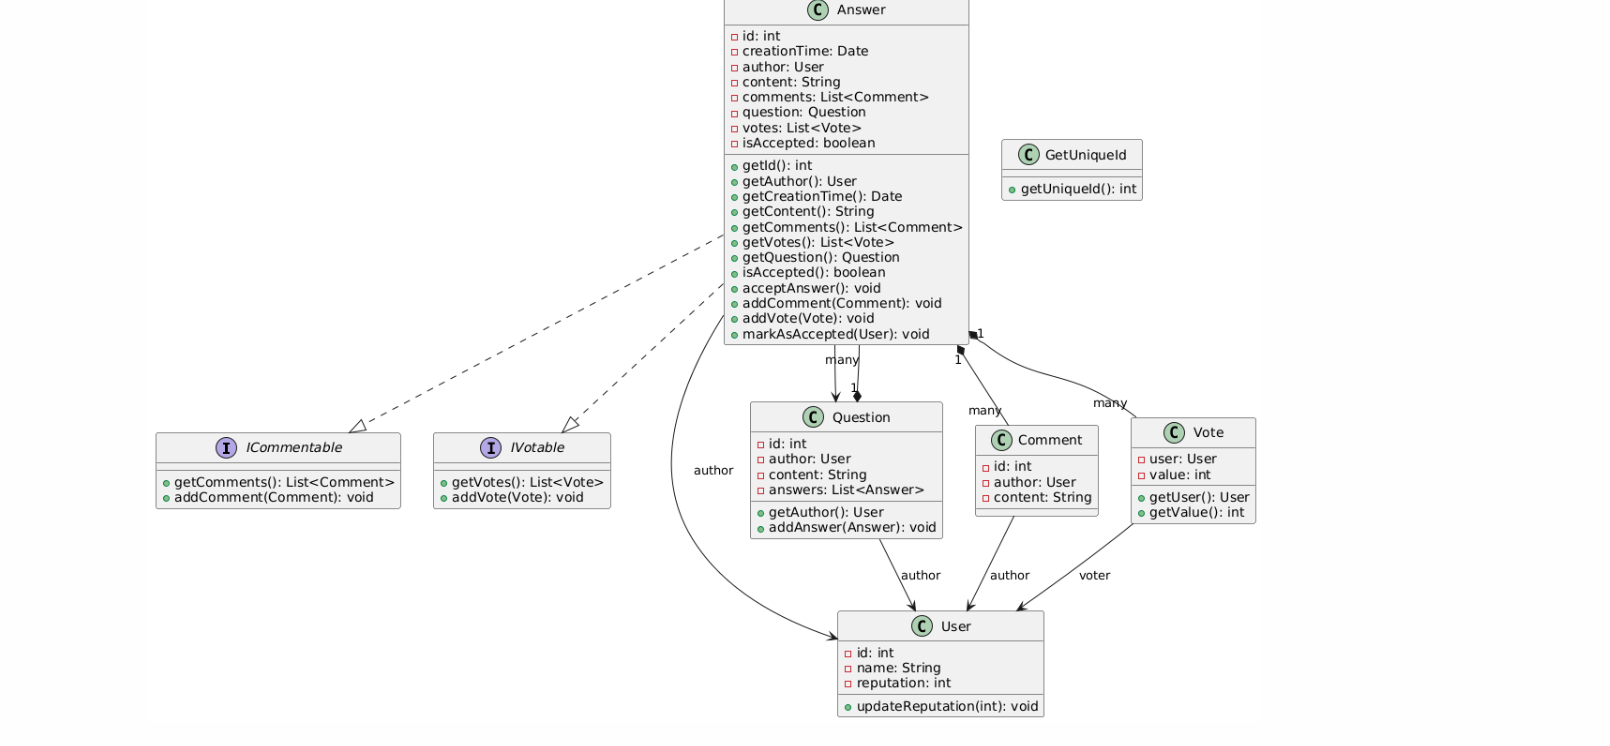 C Answer
id: int
creationTime: Date
author: User
content: String
comments: List<Comment>
question: Question
votes: List<Vote>
isAccepted: boolean
getId(): int
getAuthor(): User
getCreationTime(): Date
getContent(): String
getComments(): List<Comment>
getVotes(): List<Vote>
getQuestion(): Question
isAccepted(): boolean
acceptAnswer(): void
addComment(Comment): void
addVote(Vote): void
markAsAccepted(User): void
C GetUniqueId
getUniqueId(): int
many
1
1
many
1
many
I ICommentable
getComments(): List<Comment>
addComment(Comment): void
I IVotable
getVotes(): List<Vote>
addVote(Vote): void
author
C Question
id: int
author: User
content: String
answers: List<Answer>
getAuthor(): User
addAnswer(Answer): void
C Comment
id: int
author: User
content: String
C Vote
user: User
value: int
getUser(): User
getValue(): int
author
author
voter
C User
id: int
name: String
reputation: int
updateReputation(int): void